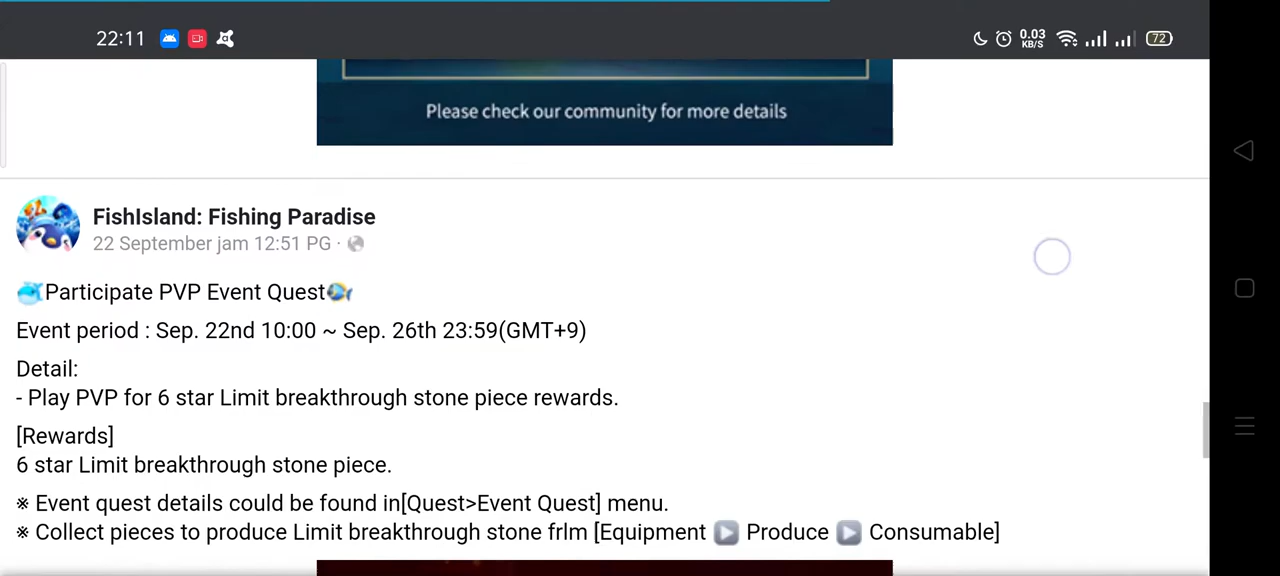 22:11
0.03
KB/S
72
Please check our community for more details
FishIsland: Fishing Paradise
22 September jam 12:51 PG ·
Participate PVP Event Quest
Event period : Sep. 22nd 10:00 ~ Sep. 26th 23:59(GMT+9)
Detail:
- Play PVP for 6 star Limit breakthrough stone piece rewards.
[Rewards]
6 star Limit breakthrough stone piece.
※ Event quest details could be found in[Quest>Event Quest] menu.
※ Collect pieces to produce Limit breakthrough stone frlm [Equipment ▶ Produce ▶ Consumable]